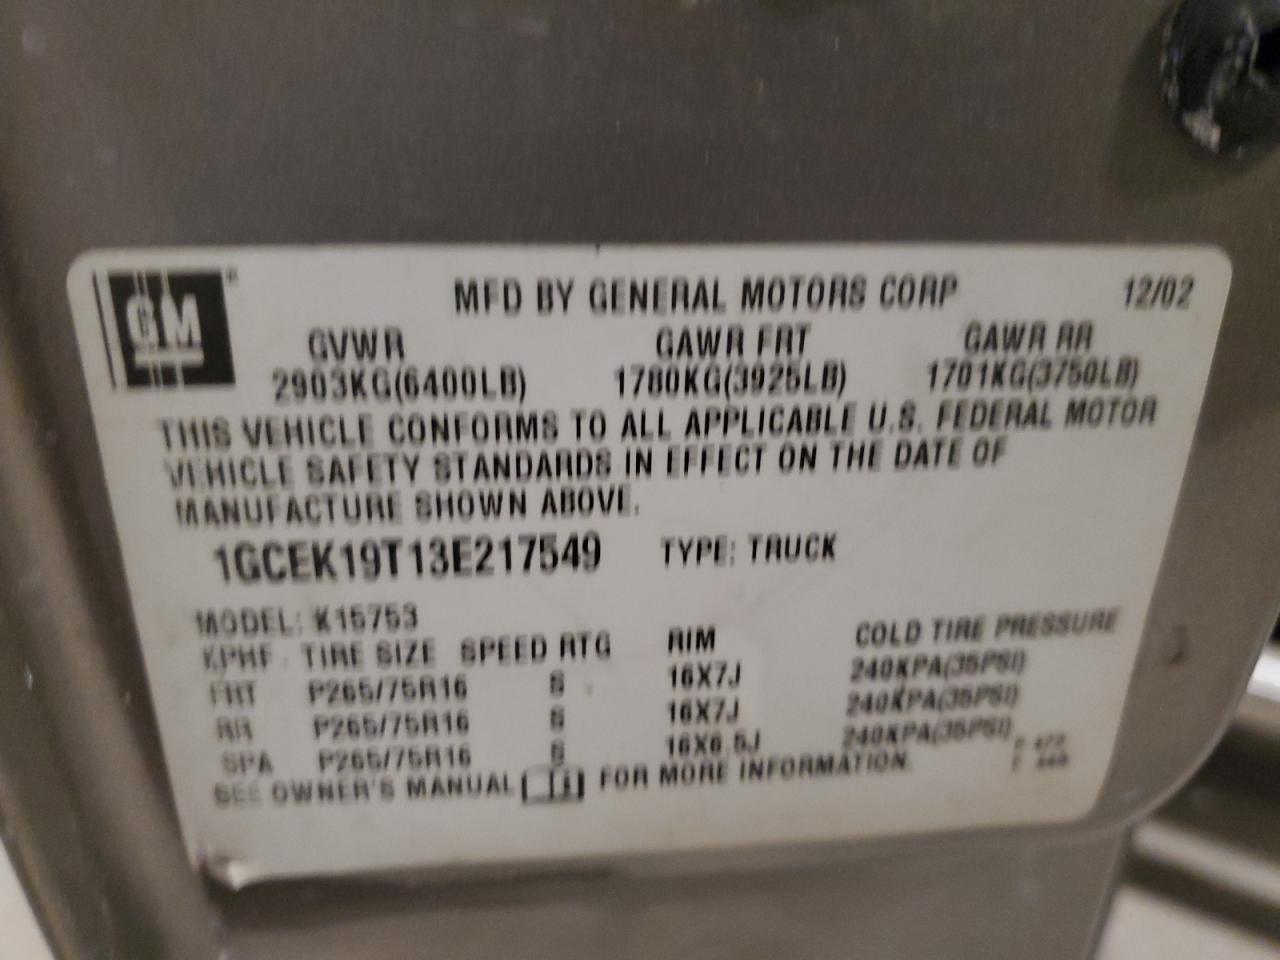 GM MFD BY GENERAL MOTORS CORP 12/02
GVWR GAWR FRT GAWR RR
2903KG(6400LB) 1780KG(3925LB) 1701KG(3750LB)
THIS VEHICLE CONFORMS TO ALL APPLICABLE U.S. FEDERAL MOTOR
VEHICLE SAFETY STANDARDS IN EFFECT ON THE DATE OF
MANUFACTURE SHOWN ABOVE.
1GCEK19T13E217549 TYPE: TRUCK
MODEL: K15753
TIRE SIZE SPEED RTG RIM COLD TIRE PRESSURE
FRT P265/75R16 S 16X7J 240KPA(35PSI)
RR P265/75R16 S 16X7J 240KPA(35PSI)
SPA P265/75R16 S 16X6.5J 240KPA(35PSI)
SEE OWNER'S MANUAL FOR MORE INFORMATION.